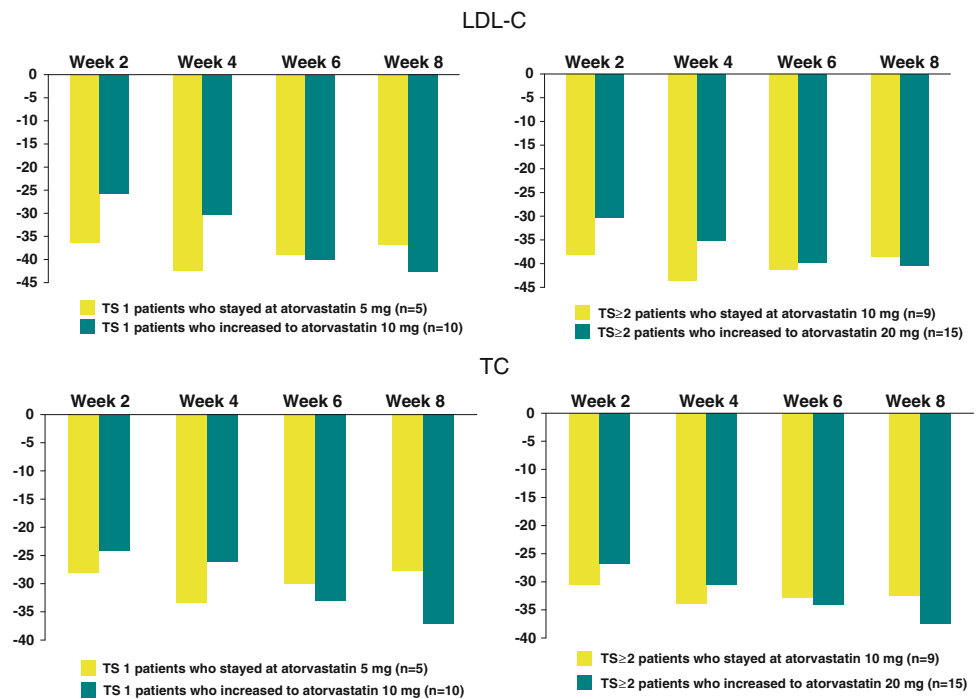 LDL-C
Week 2 Week 4 Week 6 Week 8
0
-5
-10
-15
-20
-25
-30
-35
-40
-45
TS 1 patients who stayed at atorvastatin 5 mg (n=5)
TS 1 patients who increased to atorvastatin 10 mg (n=10)
Week 2 Week 4 Week 6 Week 8
0
-5
-10
-15
-20
-25
-30
-35
-40
-45
TS≥2 patients who stayed at atorvastatin 10 mg (n=9)
TS≥2 patients who increased to atorvastatin 20 mg (n=15)
TC
Week 2 Week 4 Week 6 Week 8
0
-5
-10
-15
-20
-25
-30
-35
-40
TS 1 patients who stayed at atorvastatin 5 mg (n=5)
TS 1 patients who increased to atorvastatin 10 mg (n=10)
Week 2 Week 4 Week 6 Week 8
0
-5
-10
-15
-20
-25
-30
-35
-40
TS≥2 patients who stayed at atorvastatin 10 mg (n=9)
TS≥2 patients who increased to atorvastatin 20 mg (n=15)